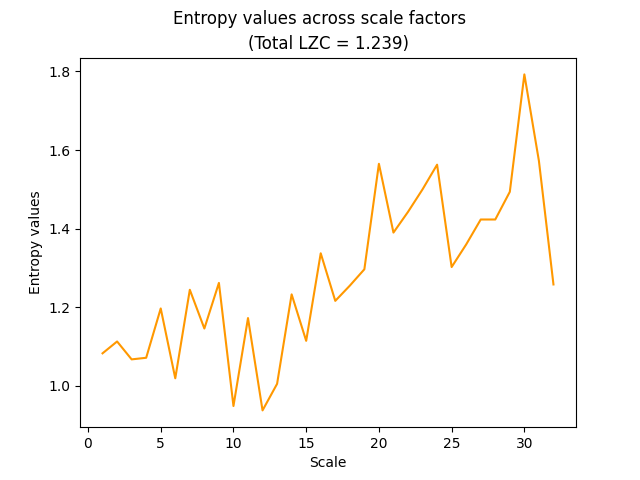 Entropy values across scale factors
(Total LZC = 1.239)
1.8
1.6
1.4
1.2
1.0
Entropy values
0 5 10 15 20 25 30
Scale